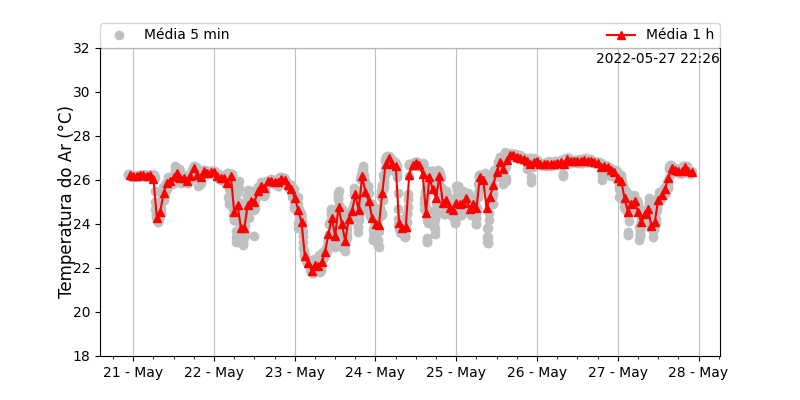 Média 5 min
Média 1 h
2022-05-27 22:26
Temperatura do Ar (°C)
32
30
28
26
24
22
20
18
21 - May
22 - May
23 - May
24 - May
25 - May
26 - May
27 - May
28 - May